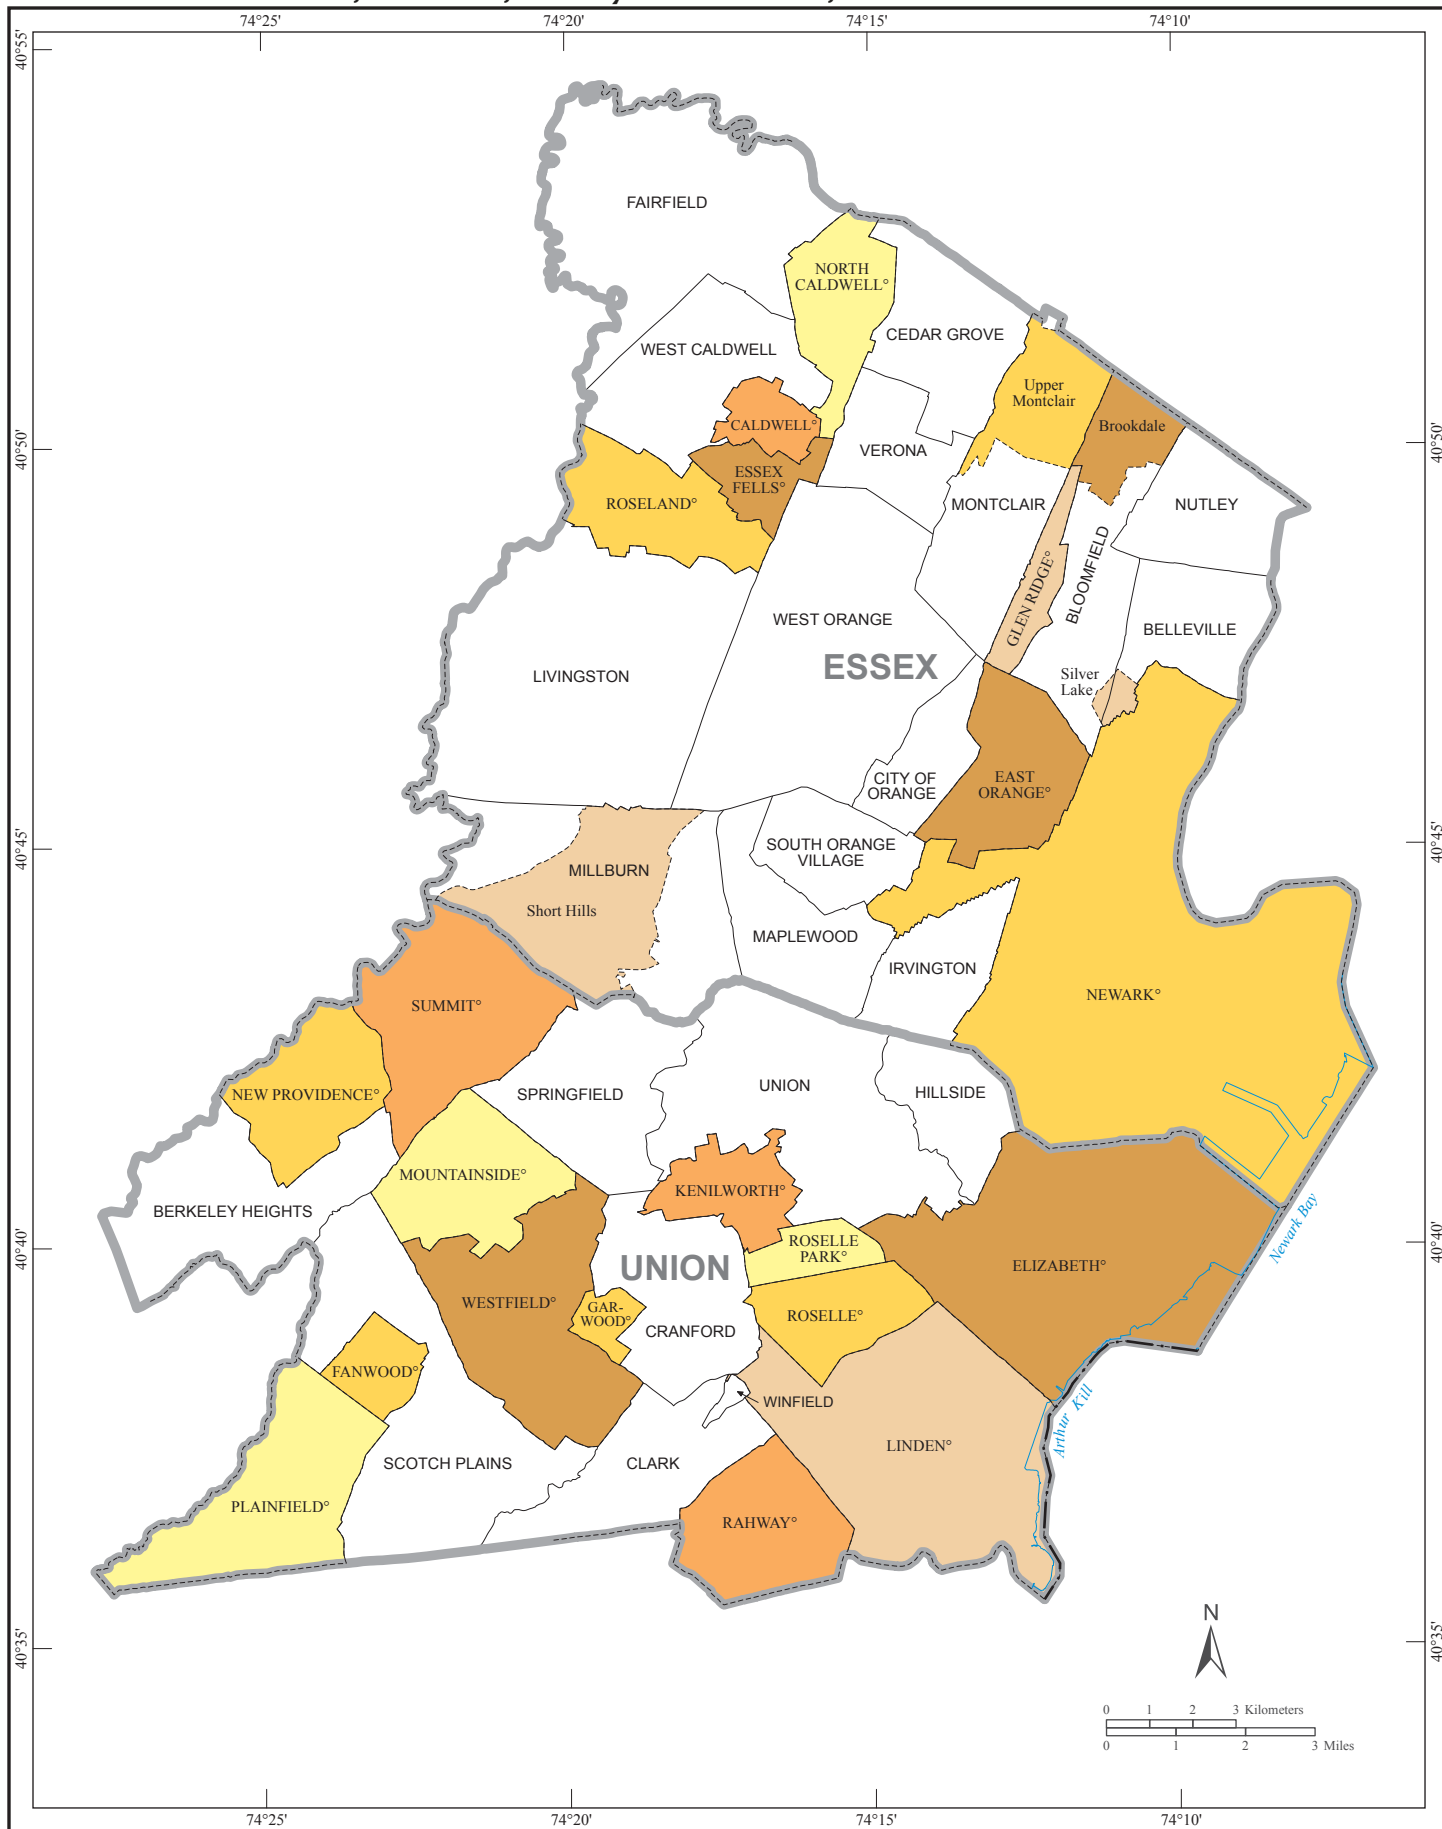 74°25'
74°20'
74°15'
74°10'
40°55'
FAIRFIELD
NORTH
CALDWELL°
CEDAR GROVE
WEST CALDWELL
Upper
Montclair
CALDWELL°
Brookdale
40°50'
40°50'
VERONA
ESSEX
FELLS°
ROSELAND°
MONTCLAIR
NUTLEY
BLOOMFIELD
GLEN RIDGE°
WEST ORANGE
BELLEVILLE
ESSEX
LIVINGSTON
Silver
Lake
CITY OF
ORANGE
EAST
ORANGE°
40°45'
40°45'
SOUTH ORANGE
VILLAGE
MILLBURN
Short Hills
MAPLEWOOD
IRVINGTON
NEWARK°
SUMMIT°
NEW PROVIDENCE°
SPRINGFIELD
UNION
HILLSIDE
MOUNTAINSIDE°
KENILWORTH°
BERKELEY HEIGHTS
Newark Bay
40°40'
40°40'
ROSELLE
PARK°
UNION
ELIZABETH°
WESTFIELD°
GAR-
WOOD°
ROSELLE°
CRANFORD
FANWOOD°
WINFIELD
Arthur Kill
LINDEN°
SCOTCH PLAINS
CLARK
PLAINFIELD°
RAHWAY°
N
40°35'
40°35'
0 1 2 3 Kilometers
0 1 2 3 Miles
74°25'
74°20'
74°15'
74°10'